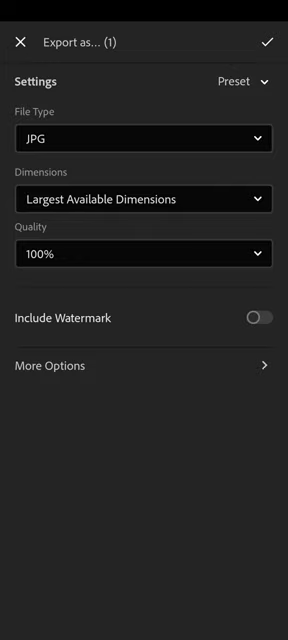 Export as... (1)
Settings
Preset
File Type
JPG
Dimensions
Largest Available Dimensions
Quality
100%
Include Watermark
More Options